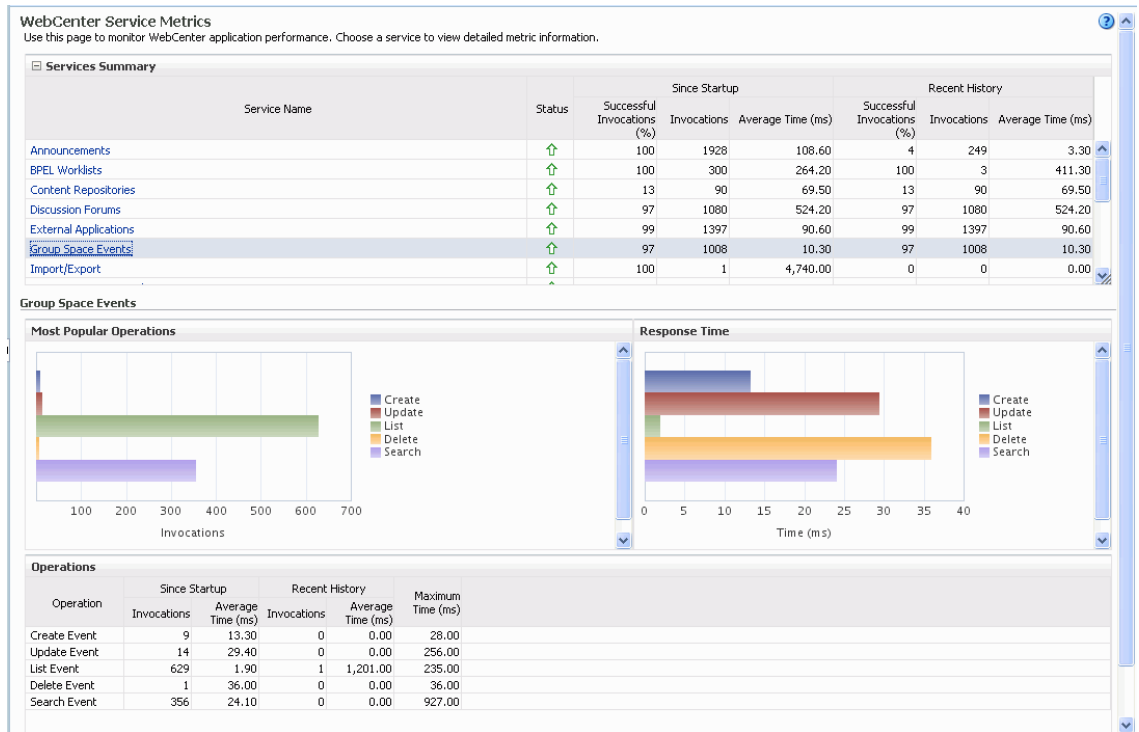 WebCenter Service Metrics
Use this page to monitor WebCenter application performance. Choose a service to view detailed metric information.
Services Summary
Service Name Status Since Startup Recent History
Successful Invocations (%) Invocations Average Time (ms) Successful Invocations (%) Invocations Average Time (ms)
Announcements 100 1928 108.60 4 249 3.30
BPEL Worklists 100 300 264.20 100 3 411.30
Content Repositories 13 90 69.50 13 90 69.50
Discussion Forums 97 1080 524.20 97 1080 524.20
External Applications 99 1397 90.60 99 1397 90.60
Group Space Events 97 1008 10.30 97 1008 10.30
Import/Export 100 1 4,740.00 0 0 0.00
Group Space Events
Most Popular Operations
Create
Update
List
Delete
Search
100 200 300 400 500 600 700
Invocations
Response Time
Create
Update
List
Delete
Search
0 5 10 15 20 25 30 35 40
Time (ms)
Operations
Operation Since Startup Recent History Maximum Time (ms)
Invocations Average Time (ms) Invocations Average Time (ms)
Create Event 9 13.30 0 0.00 28.00
Update Event 14 29.40 0 0.00 256.00
List Event 629 1.90 1 1,201.00 235.00
Delete Event 1 36.00 0 0.00 36.00
Search Event 356 24.10 0 0.00 927.00